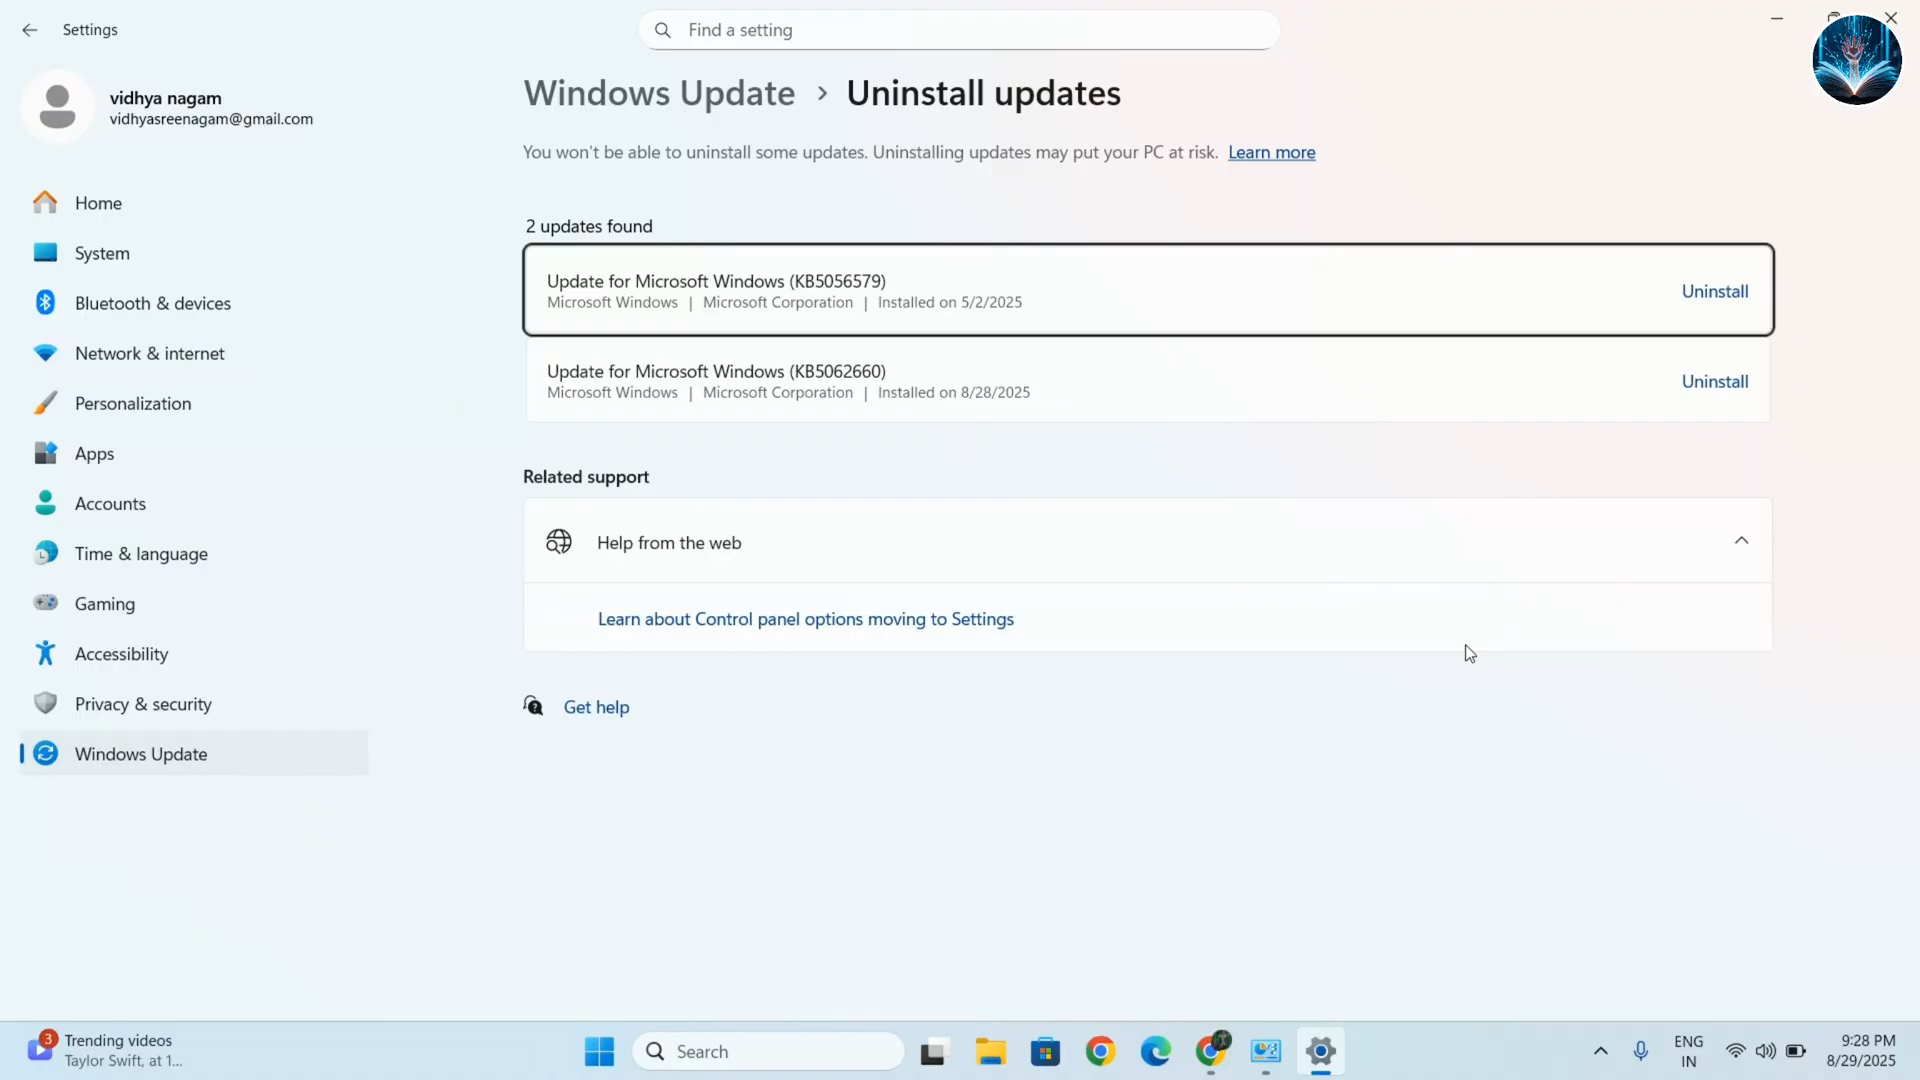 Settings
Find a setting
vidhya nagam
vidhyasreenagam@gmail.com
Home
System
Bluetooth & devices
Network & internet
Personalization
Apps
Accounts
Time & language
Gaming
Accessibility
Privacy & security
Windows Update
Windows Update > Uninstall updates
You won't be able to uninstall some updates. Uninstalling updates may put your PC at risk. Learn more
2 updates found
Update for Microsoft Windows (KB5056579)
Microsoft Windows | Microsoft Corporation | Installed on 5/2/2025
Uninstall
Update for Microsoft Windows (KB5062660)
Microsoft Windows | Microsoft Corporation | Installed on 8/28/2025
Uninstall
Related support
Help from the web
Learn about Control panel options moving to Settings
Get help
3
Trending videos
Taylor Swift, at 1...
Search
ENG
IN
9:28 PM
8/29/2025